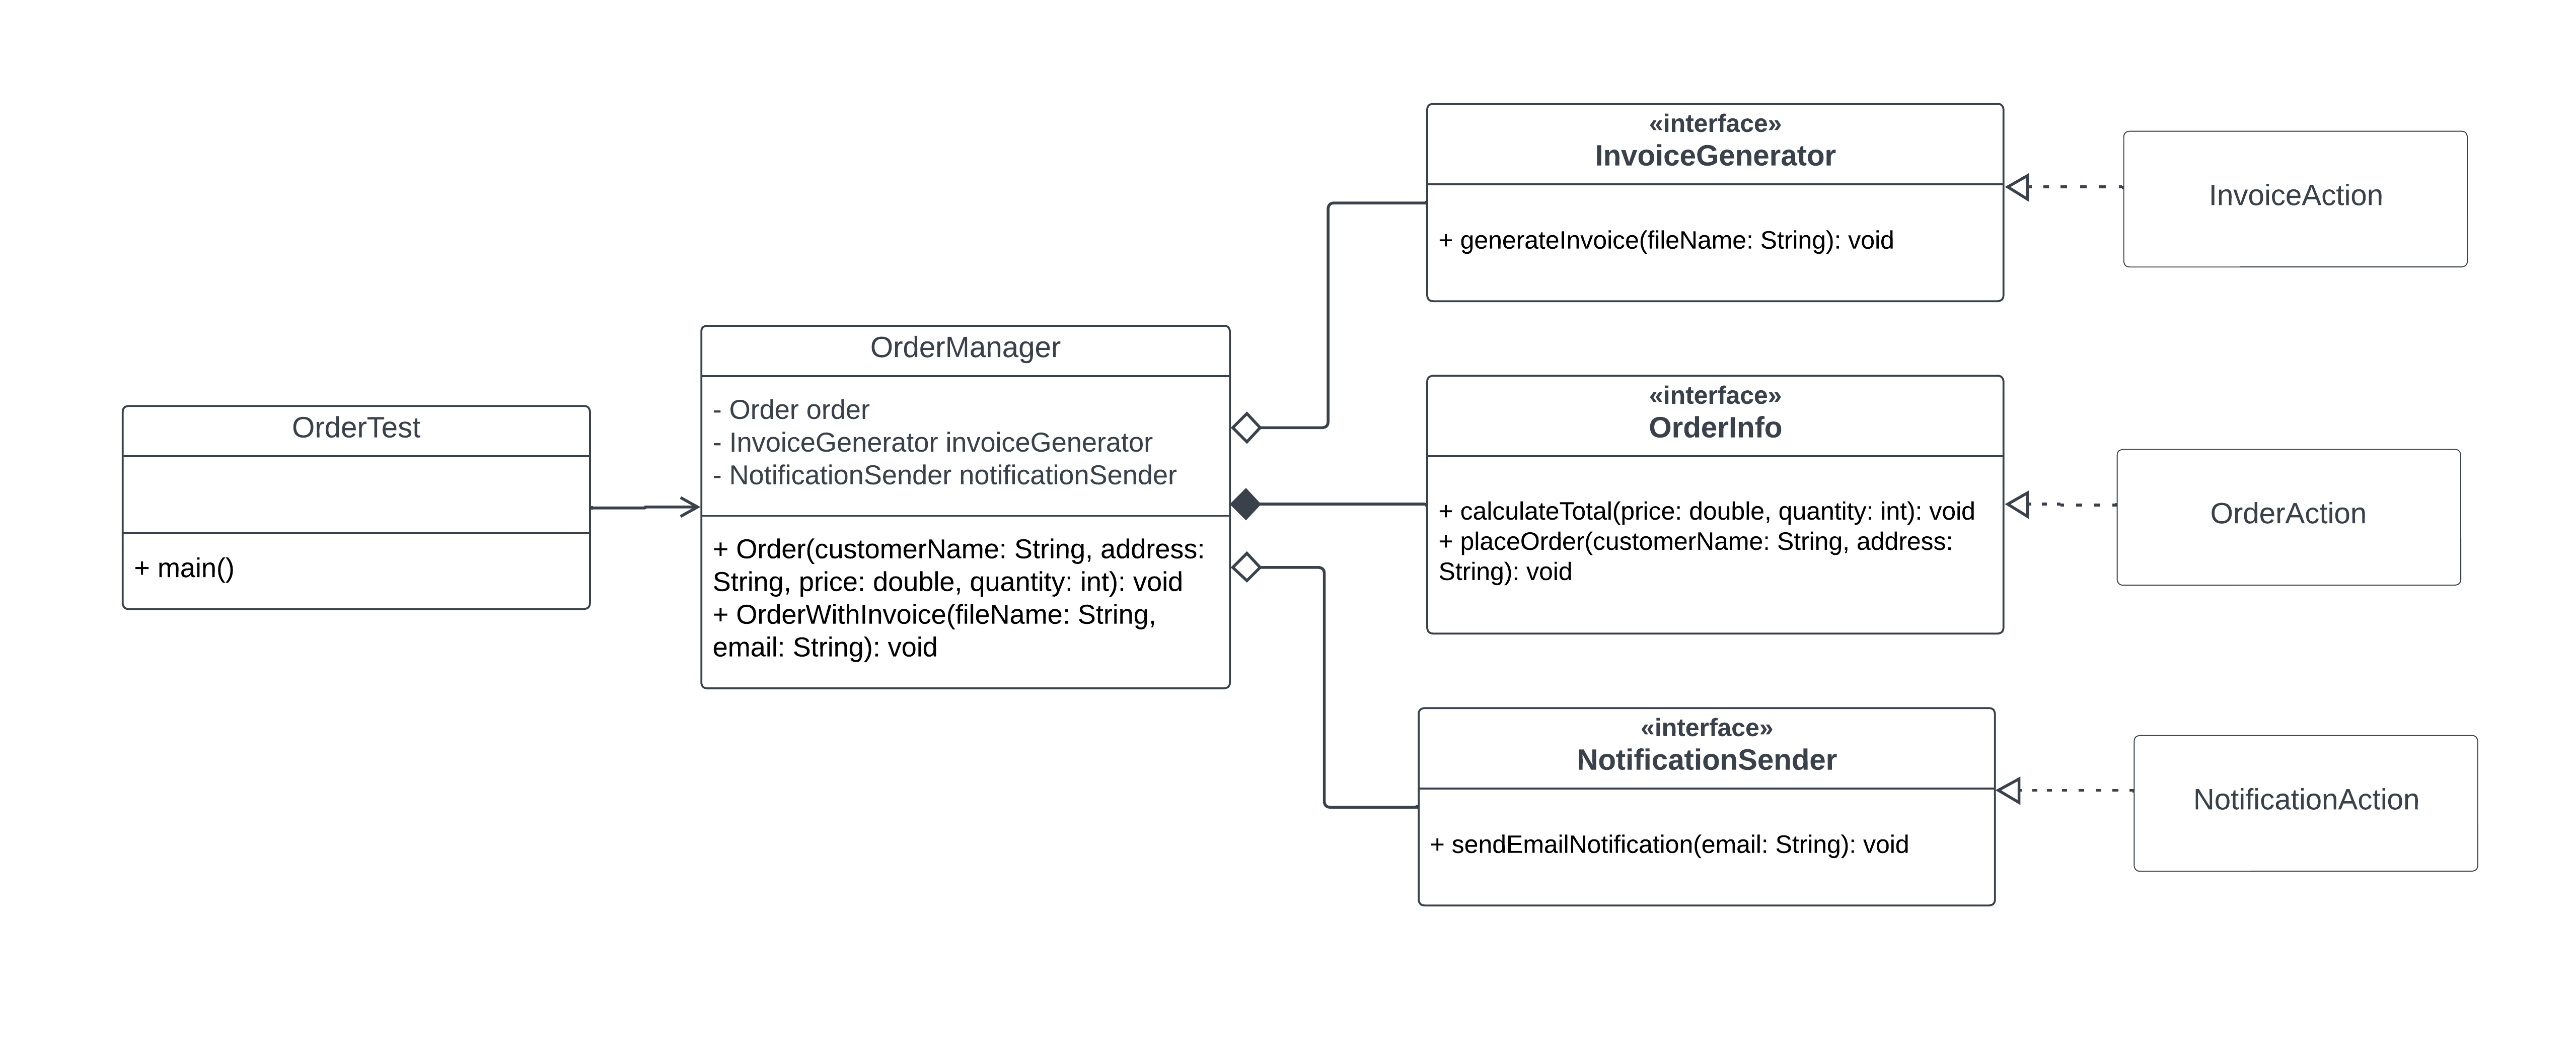 OrderTest
+ main()
OrderManager
- Order order
- InvoiceGenerator invoiceGenerator
- NotificationSender notificationSender
+ Order(customerName: String, address:
String, price: double, quantity: int): void
+ OrderWithInvoice(fileName: String,
email: String): void
«interface»
InvoiceGenerator
+ generateInvoice(fileName: String): void
InvoiceAction
«interface»
OrderInfo
+ calculateTotal(price: double, quantity: int): void
+ placeOrder(customerName: String, address:
String): void
OrderAction
«interface»
NotificationSender
+ sendEmailNotification(email: String): void
NotificationAction